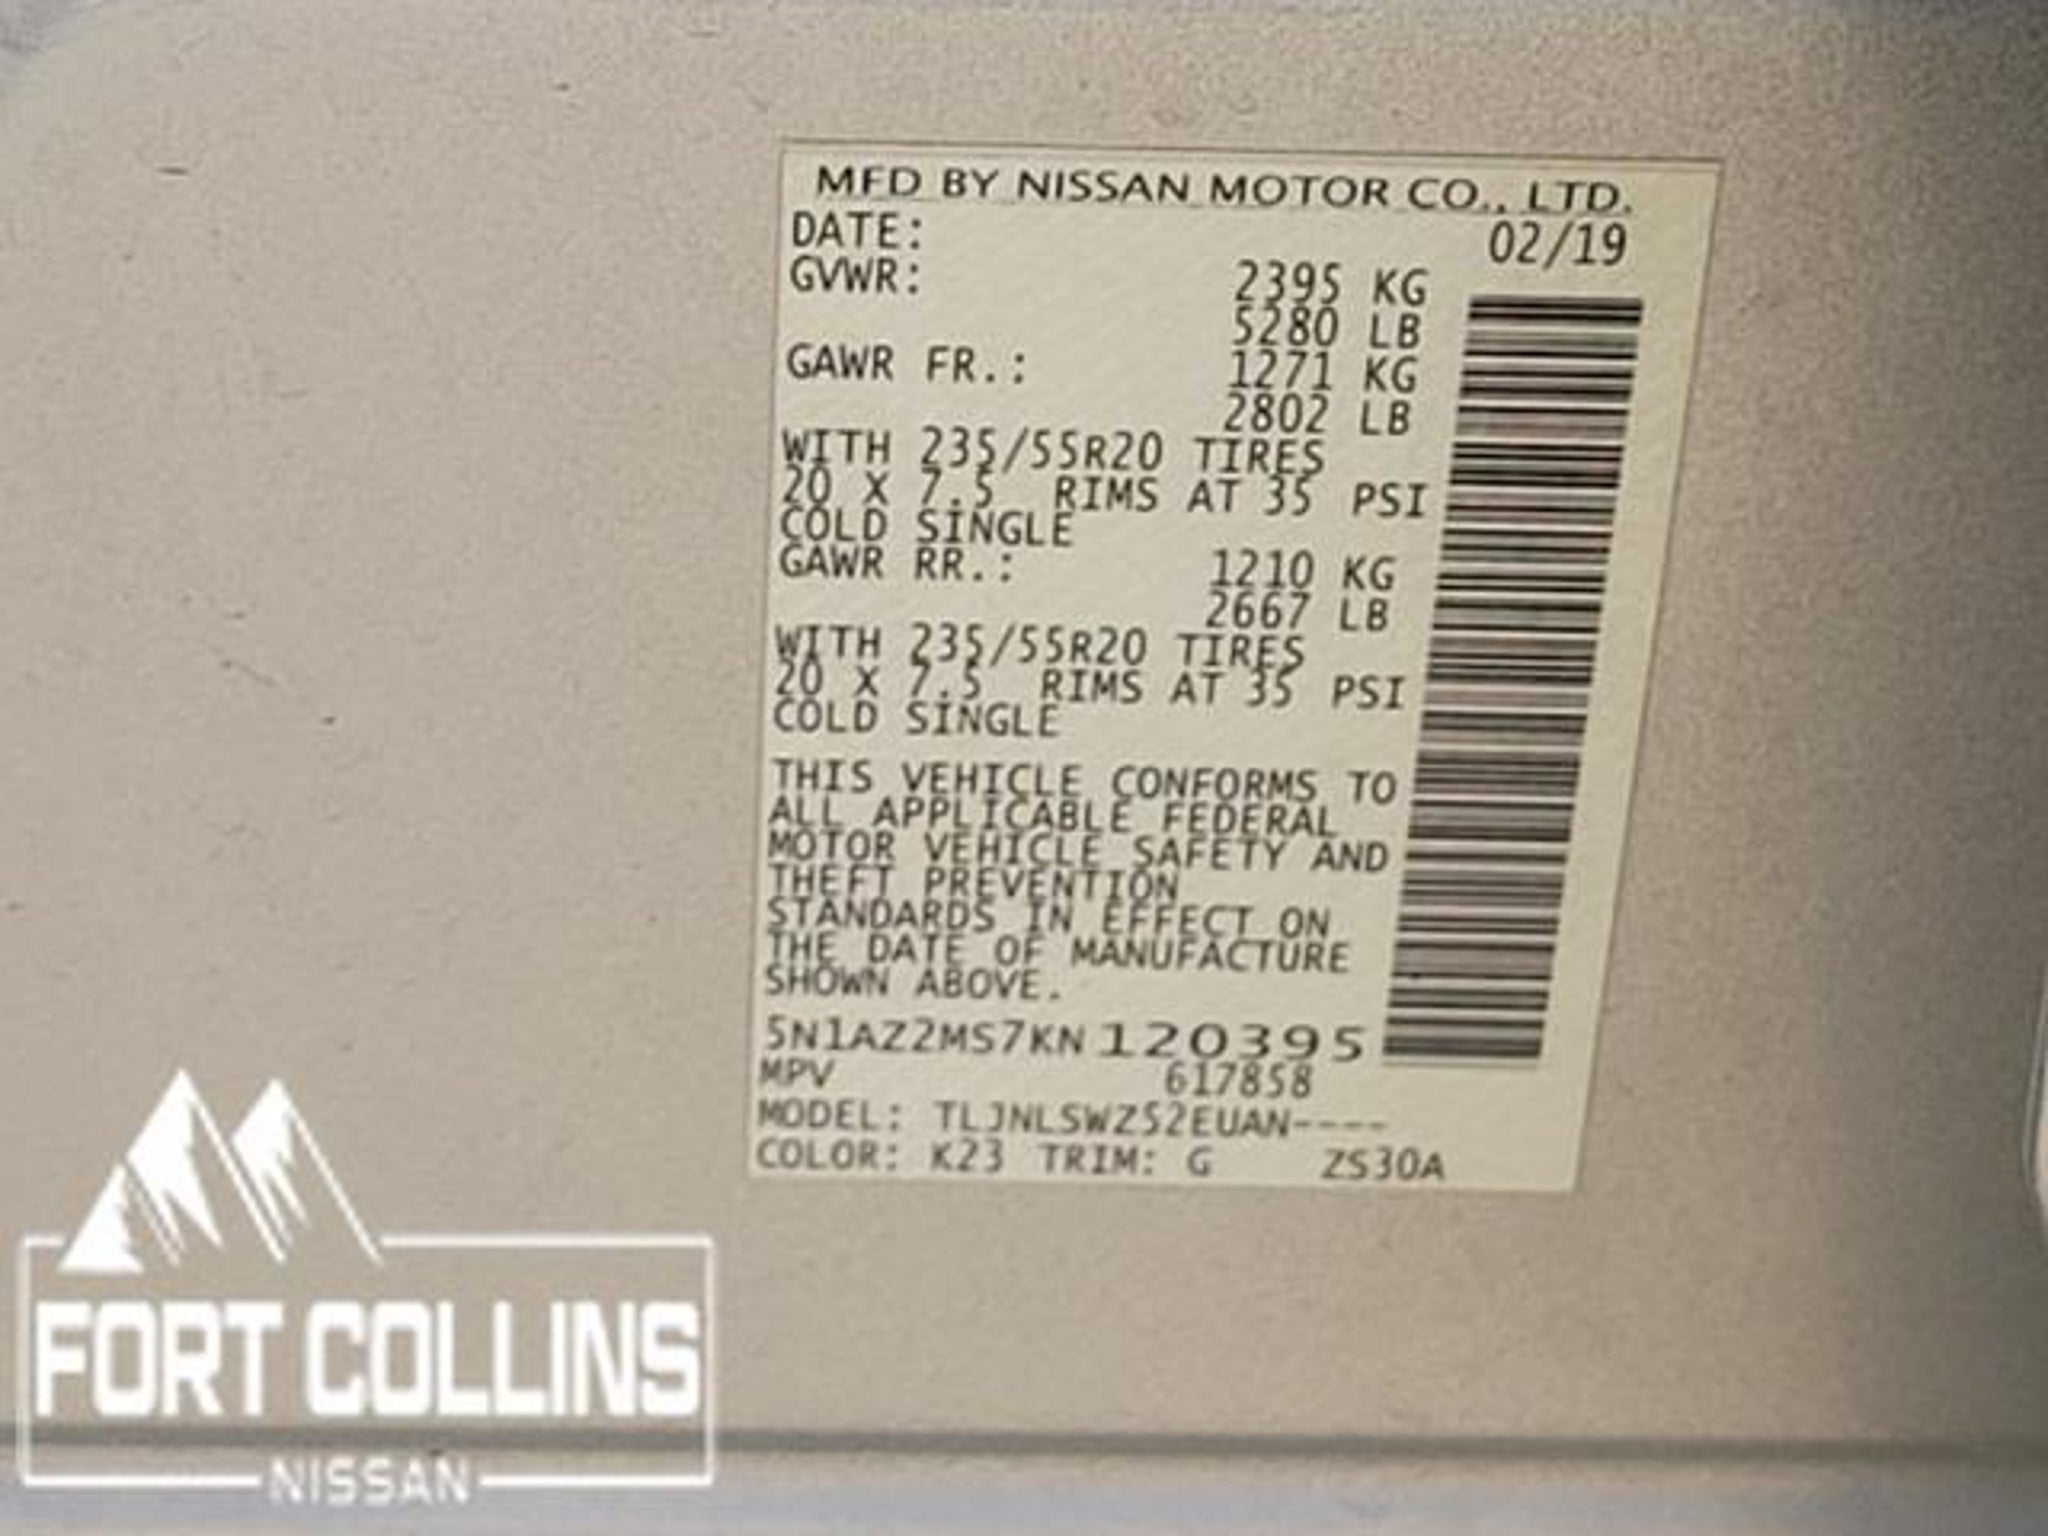 MFD BY NISSAN MOTOR CO., LTD.
DATE: 02/19
GVWR: 2395 KG
5280 LB
GAWR FR.: 1271 KG
2802 LB
WITH 235/55R20 TIRES
20 X 7.5 RIMS AT 35 PSI
COLD SINGLE
GAWR RR.: 1210 KG
2667 LB
WITH 235/55R20 TIRES
20 X 7.5 RIMS AT 35 PSI
COLD SINGLE
THIS VEHICLE CONFORMS TO
ALL APPLICABLE FEDERAL
MOTOR VEHICLE SAFETY AND
THEFT PREVENTION
STANDARDS IN EFFECT ON
THE DATE OF MANUFACTURE
SHOWN ABOVE.
5N1AZ2MS7KN120395
MPV 617858
MODEL: TLJNLSWZ52EUAN----
COLOR: K23 TRIM: G ZS30A
FORT COLLINS
NISSAN